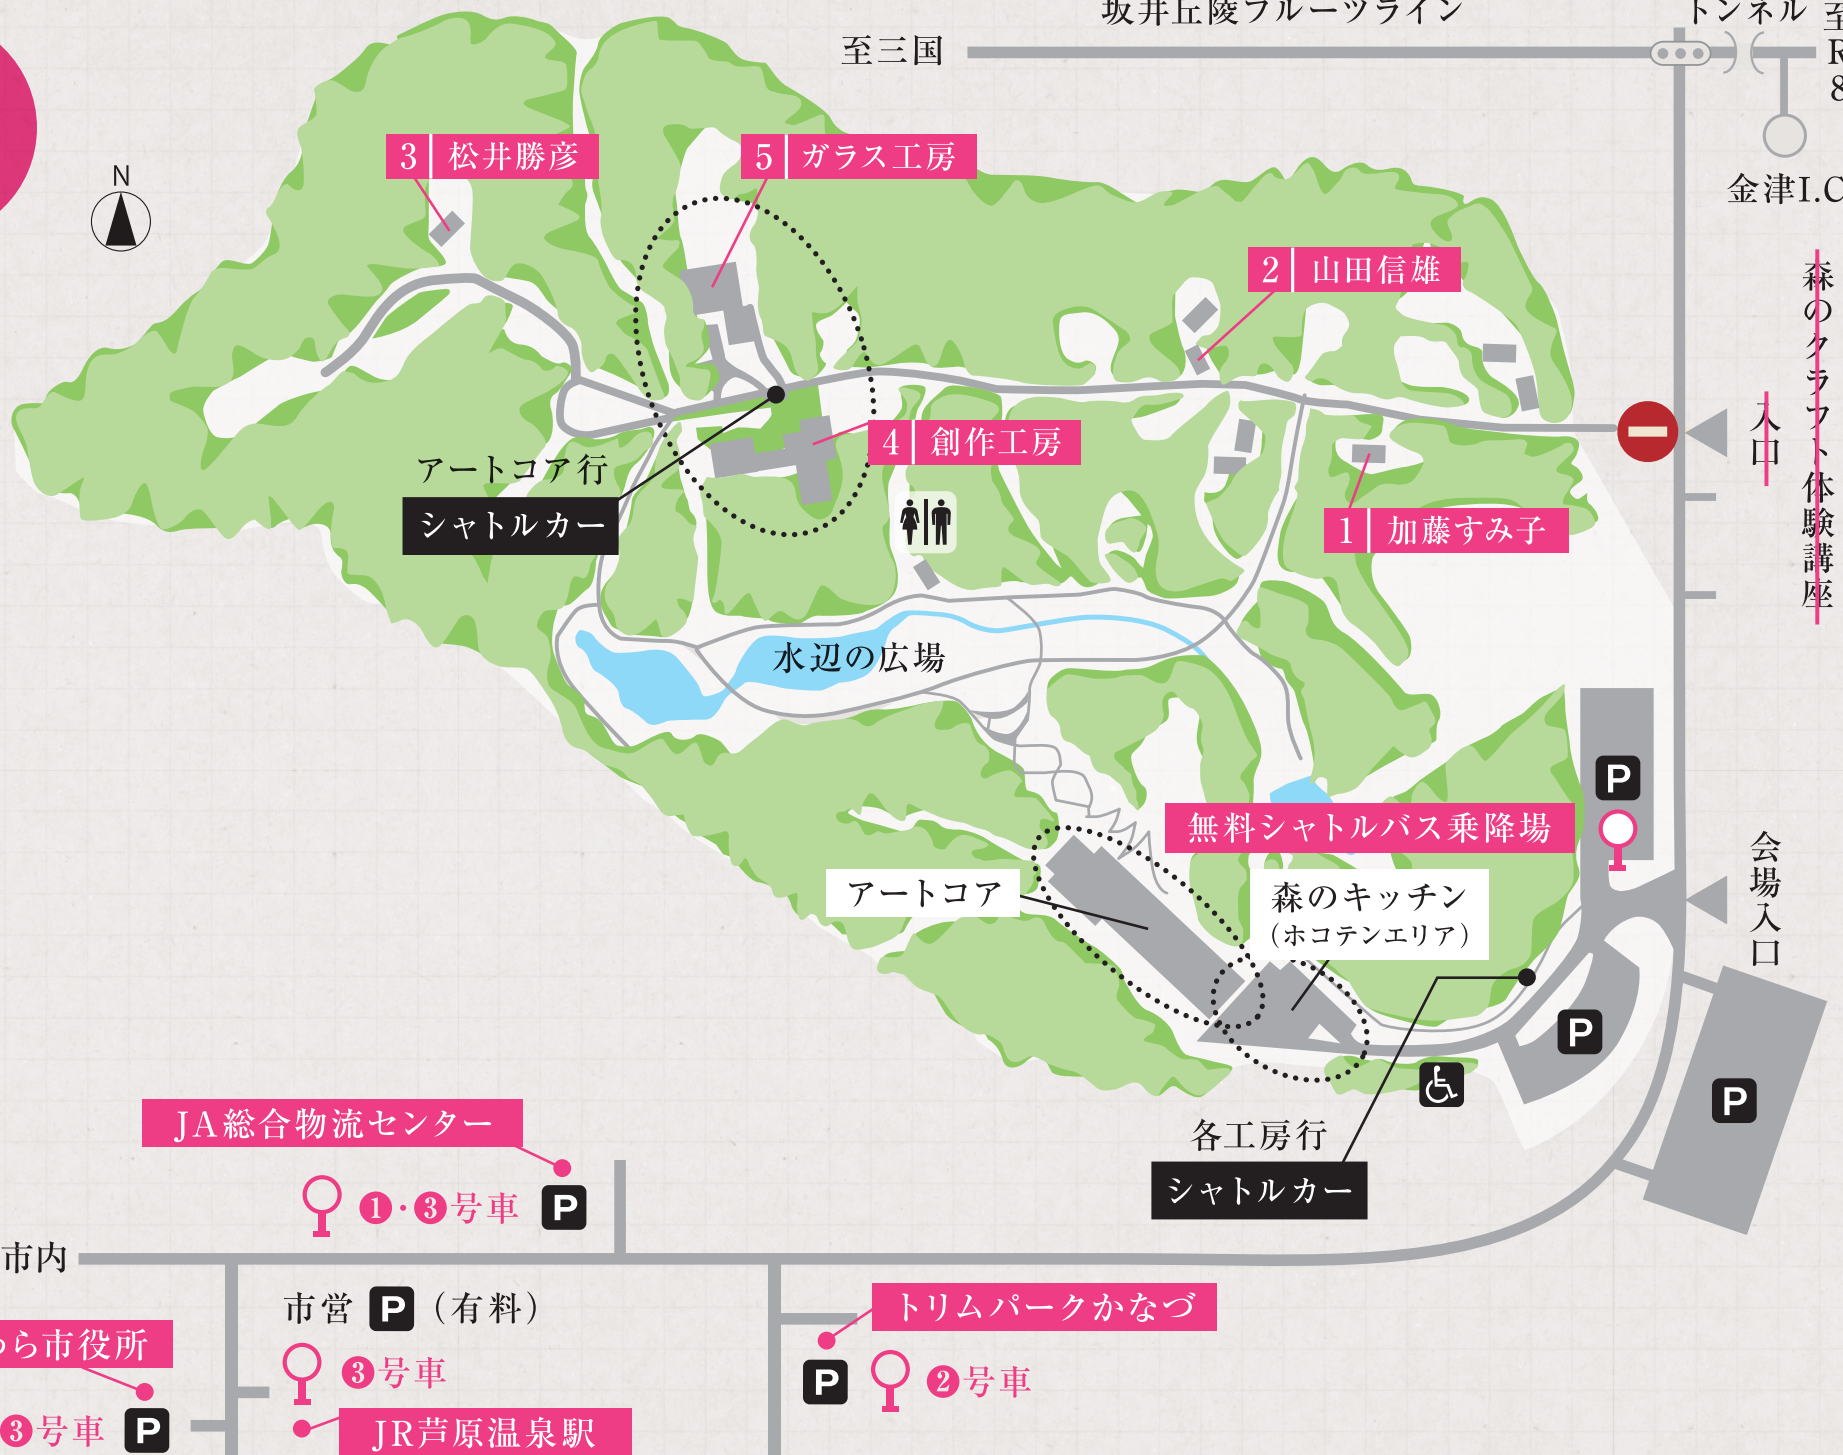 坂井丘陵フルーツライン
トンネル
至三国
金津I.C
N
3 松井勝彦
5 ガラス工房
2 山田信雄
森のクラフト体験講座
入口
4 創作工房
アートコア行
シャトルカー
1 加藤すみ子
水辺の広場
P
無料シャトルバス乗降場
会場入口
アートコア
森のキッチン
(ホコテンエリア)
P
P
各工房行
シャトルカー
JA総合物流センター
❶・❸号車 P
市内
市営 P (有料)
ら市役所
❸号車
❸号車 P
JR芦原温泉駅
トリムパークかなづ
P ❷号車